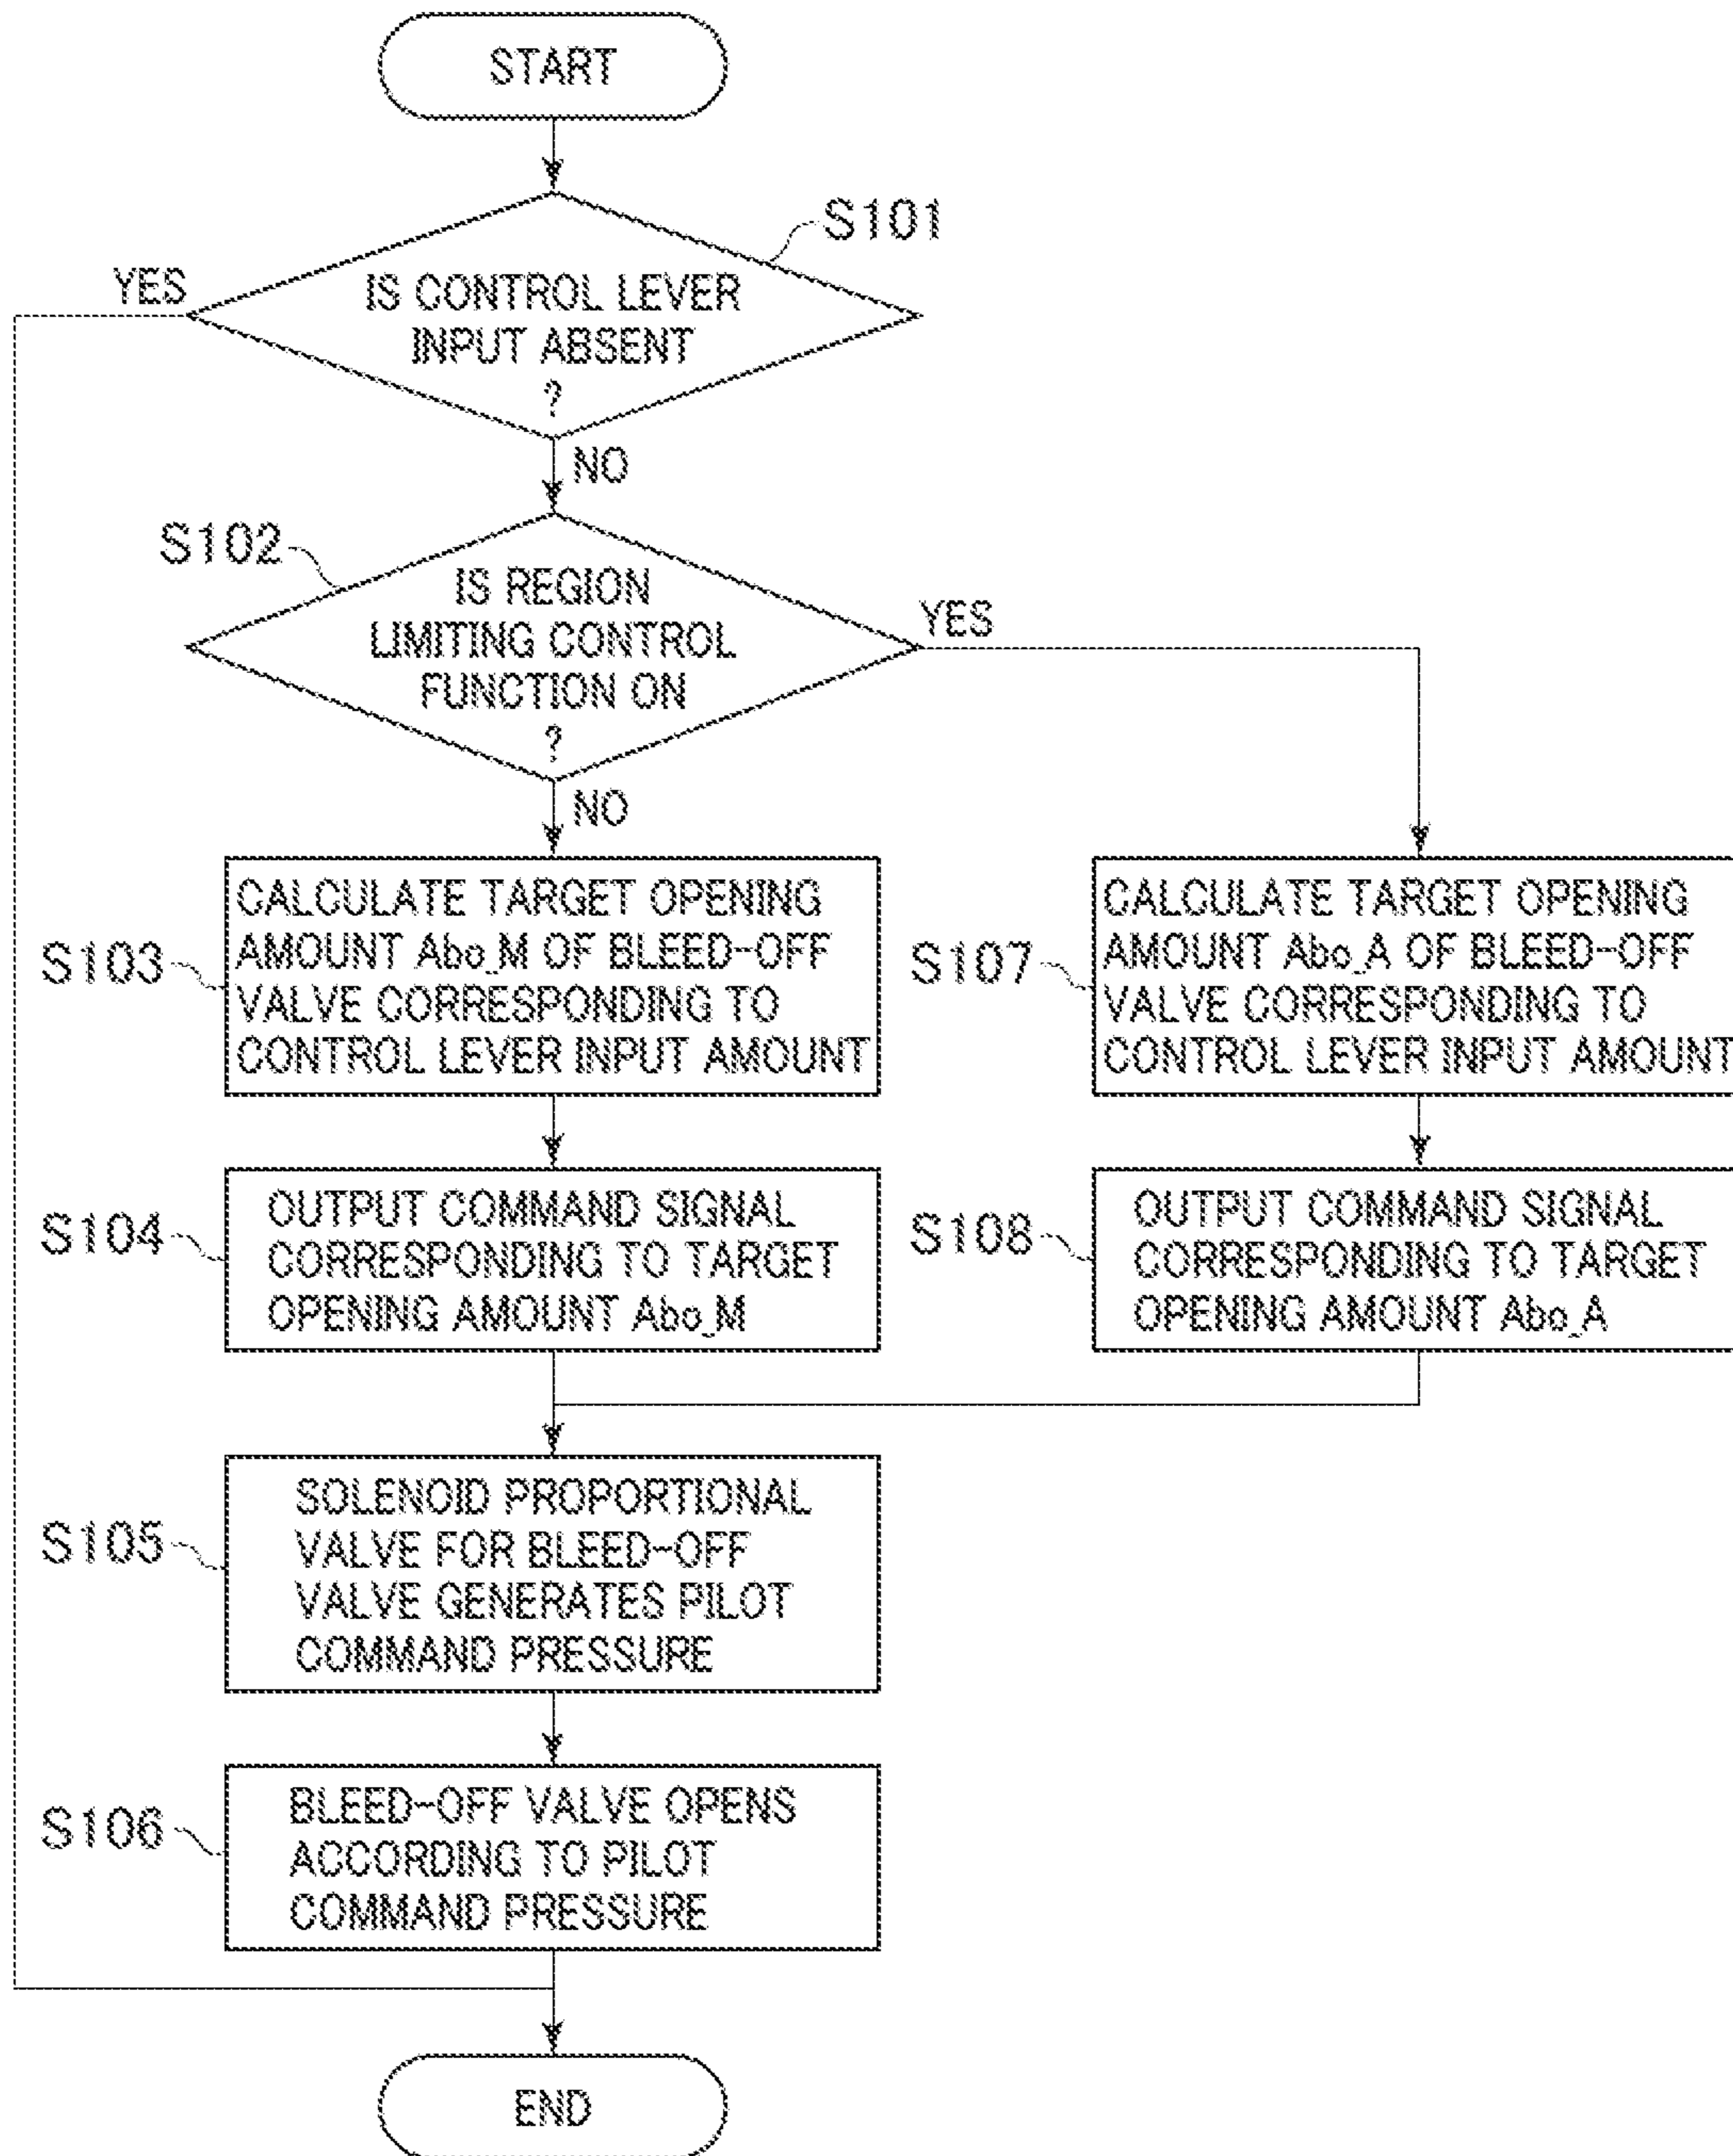 START
S101
YES
IS CONTROL LEVER
INPUT ABSENT
?
NO
S102
IS REGION
LIMITING CONTROL
FUNCTION ON
?
YES
NO
S103
CALCULATE TARGET OPENING
AMOUNT Abo_M OF BLEED-OFF
VALVE CORRESPONDING TO
CONTROL LEVER INPUT AMOUNT
S107
CALCULATE TARGET OPENING
AMOUNT Abo_A OF BLEED-OFF
VALVE CORRESPONDING TO
CONTROL LEVER INPUT AMOUNT
S104
OUTPUT COMMAND SIGNAL
CORRESPONDING TO TARGET
OPENING AMOUNT Abo_M
S108
OUTPUT COMMAND SIGNAL
CORRESPONDING TO TARGET
OPENING AMOUNT Abo_A
S105
SOLENOID PROPORTIONAL
VALVE FOR BLEED-OFF
VALVE GENERATES PILOT
COMMAND PRESSURE
S106
BLEED-OFF VALVE OPENS
ACCORDING TO PILOT
COMMAND PRESSURE
END